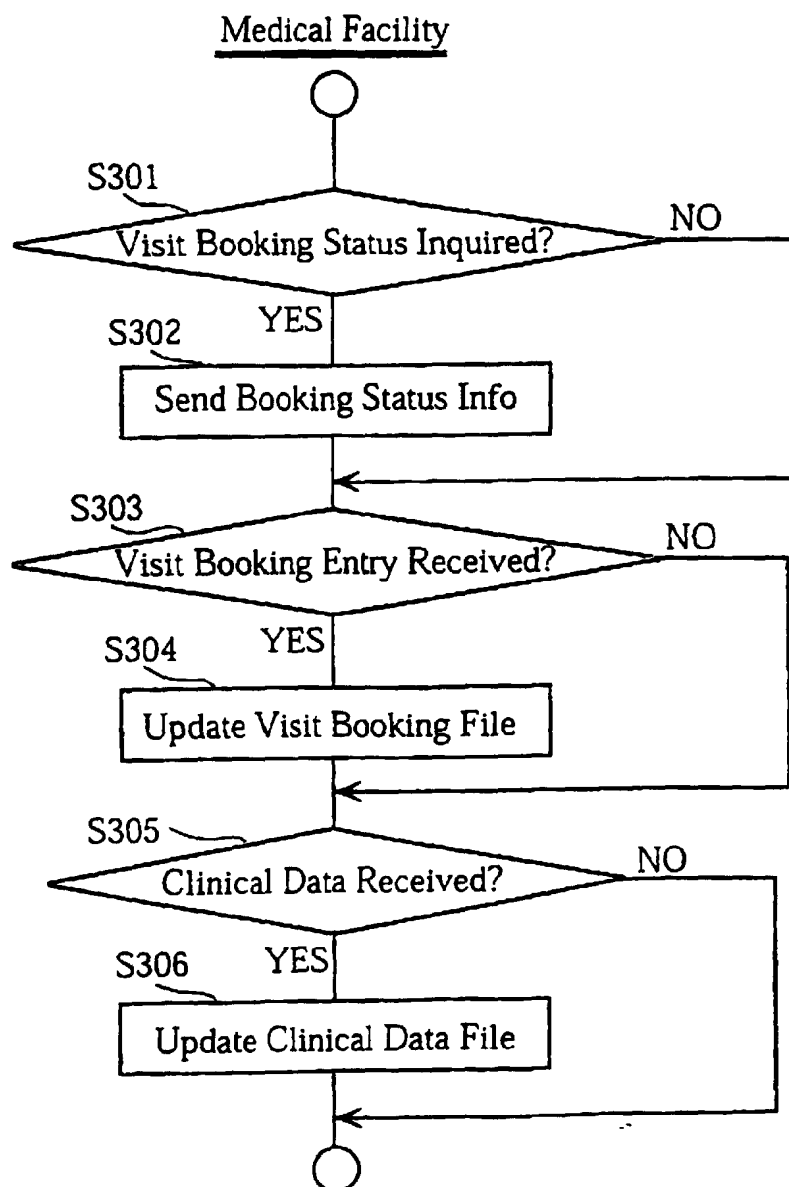 Medical Facility
S301
Visit Booking Status Inquired?
NO
YES
S302
Send Booking Status Info
S303
Visit Booking Entry Received?
NO
YES
S304
Update Visit Booking File
S305
Clinical Data Received?
NO
YES
S306
Update Clinical Data File